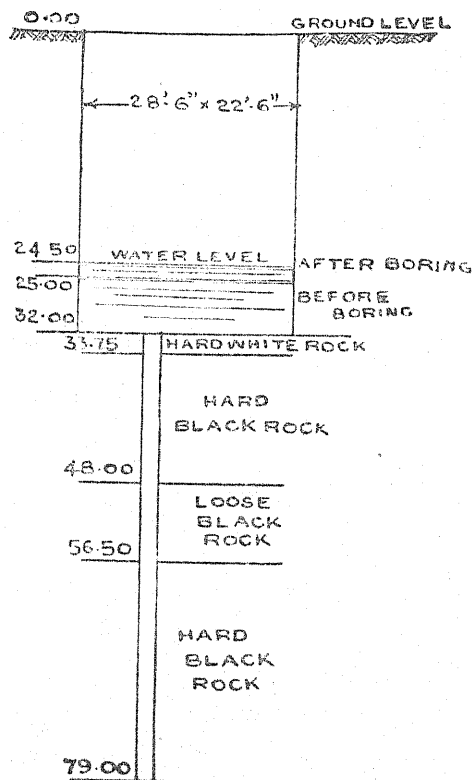 0.00 GROUND LEVEL
28'-6" x 22'-6"
24.50 WATER LEVEL AFTER BORING
25.00 BEFORE
32.00 BORING
33.75 HARD WHITE ROCK
HARD
BLACK ROCK
48.00
LOOSE
BLACK
ROCK
56.50
HARD
BLACK
ROCK
79.00